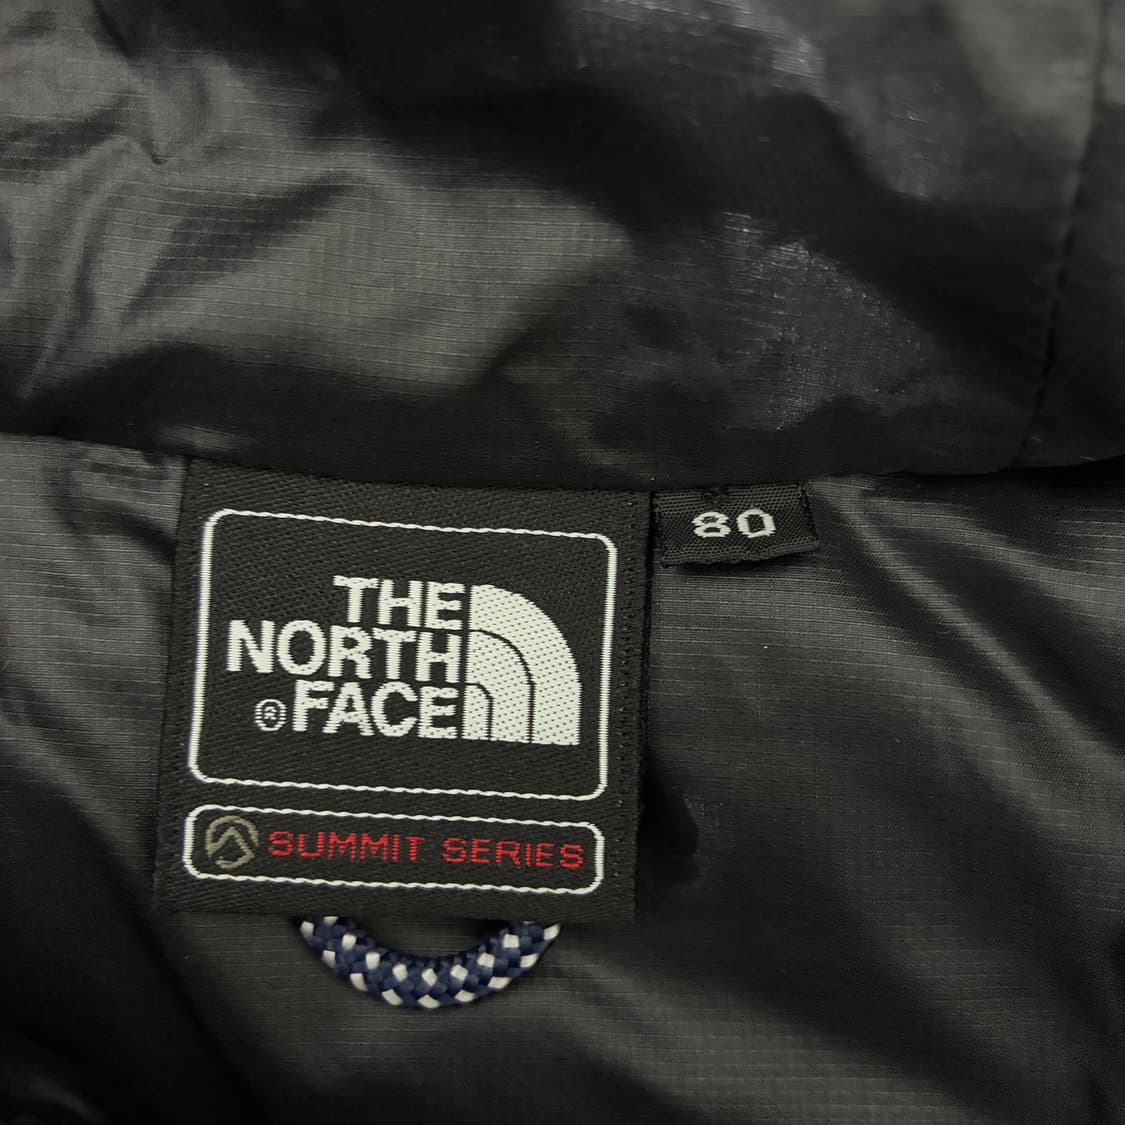 THE
NORTH
®FACE
80
SUMMIT SERIES